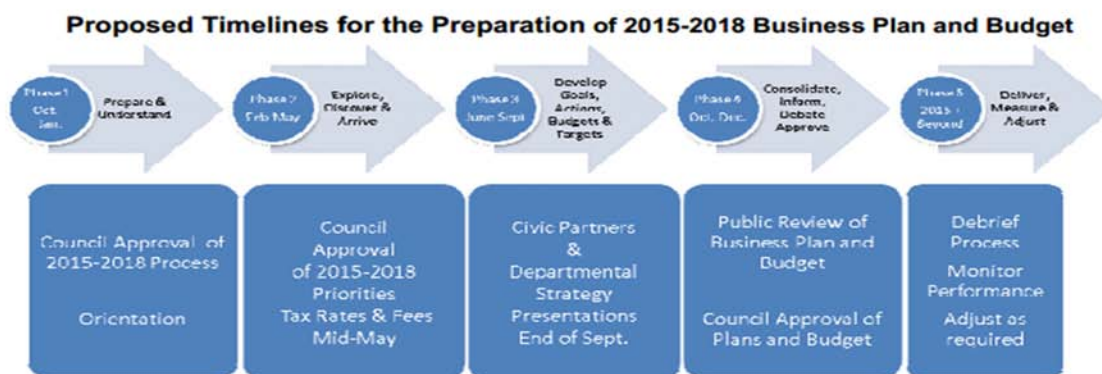 Proposed Timelines for the Preparation of 2015-2018 Business Plan and Budget
Phase 1
Oct.
Jan.
Prepare &
Understand
Phase 2
Feb May
Explore,
Discover &
Arrive
Phase 3
June Sept
Develop
Goals,
Actions,
Budgets &
Targets
Phase 4
Oct. Dec.
Consolidate,
Inform,
Debate
Approve
Phase 5
2015 +
Beyond
Deliver,
Measure &
Adjust
Council Approval of
2015-2018 Process
Orientation
Council
Approval
of 2015-2018
Priorities
Tax Rates & Fees
Mid-May
Civic Partners
&
Departmental
Strategy
Presentations
End of Sept.
Public Review of
Business Plan and
Budget
Council Approval of
Plans and Budget
Debrief
Process
Monitor
Performance
Adjust as
required